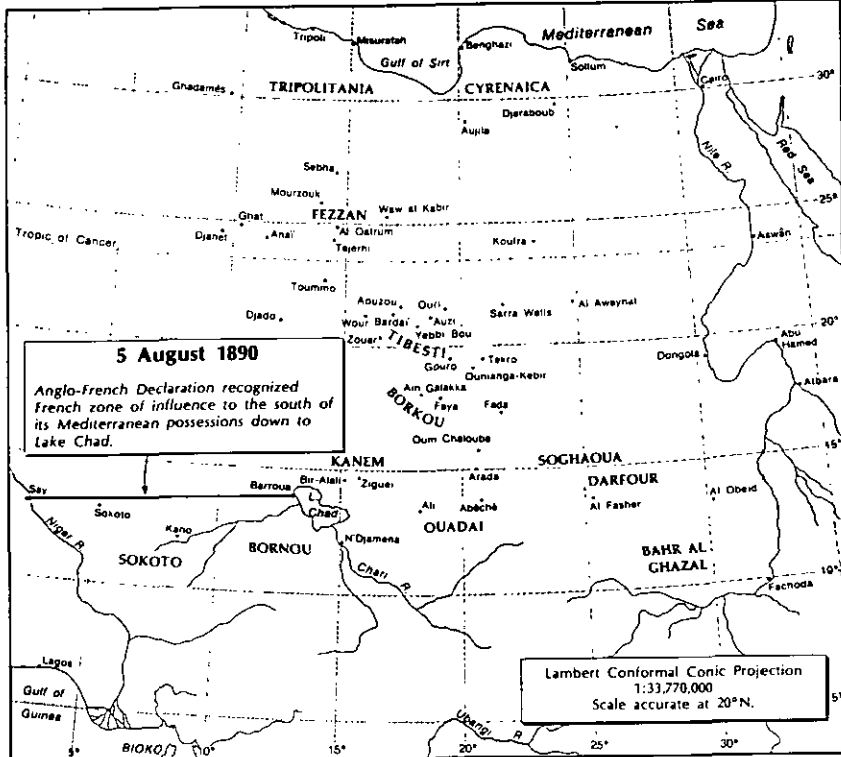 Mediterranean Sea
Tripoli
Misuratah
Benghazi
Gulf of Sirt
Sollum
Cairo
30°
TRIPOLITANIA
CYRENAICA
Ghadamés
Djeraboub
Aujila
Nile R.
Red Sea
Sebha
Mourzouk
25°
FEZZAN
Waw al Kabir
Ghat
Djanet
Anaï
Al Qatrum
Tejerhi
Koufra
Aswân
Tropic of Cancer
Toummo
Aouzou
Ouri
Sarra Wells
Al Awaynat
Djado
Wour
Bardaï
Auzi
Yebbi Bou
20°
Zouar
TIBESTI
Abu
Hamed
Dongola
Gouro
Tekro
Ounianga-Kebir
Atbara
5 August 1890
Anglo-French Declaration recognized
French zone of influence to the south of
its Mediterranean possessions down to
Lake Chad.
Ain Galakka
BORKOU
Faya
Fada
Oum Chalouba
15°
KANEM
SOGHAOUA
Bir-Alali
Ziguei
Arada
DARFOUR
Say
Barroua
Chad
Sokoto
Ati
Abéché
Al Fasher
Al Obeid
Kano
OUADAI
N'Djamena
Niger R
SOKOTO
BORNOU
Chari R
BAHR AL
GHAZAL
10°
Fachoda
Lagos
Lambert Conformal Conic Projection
1:33,770,000
Scale accurate at 20°N.
Gulf of
Guinea
5°
Ubangi R
BIOKO
5°
10°
15°
20°
25°
30°